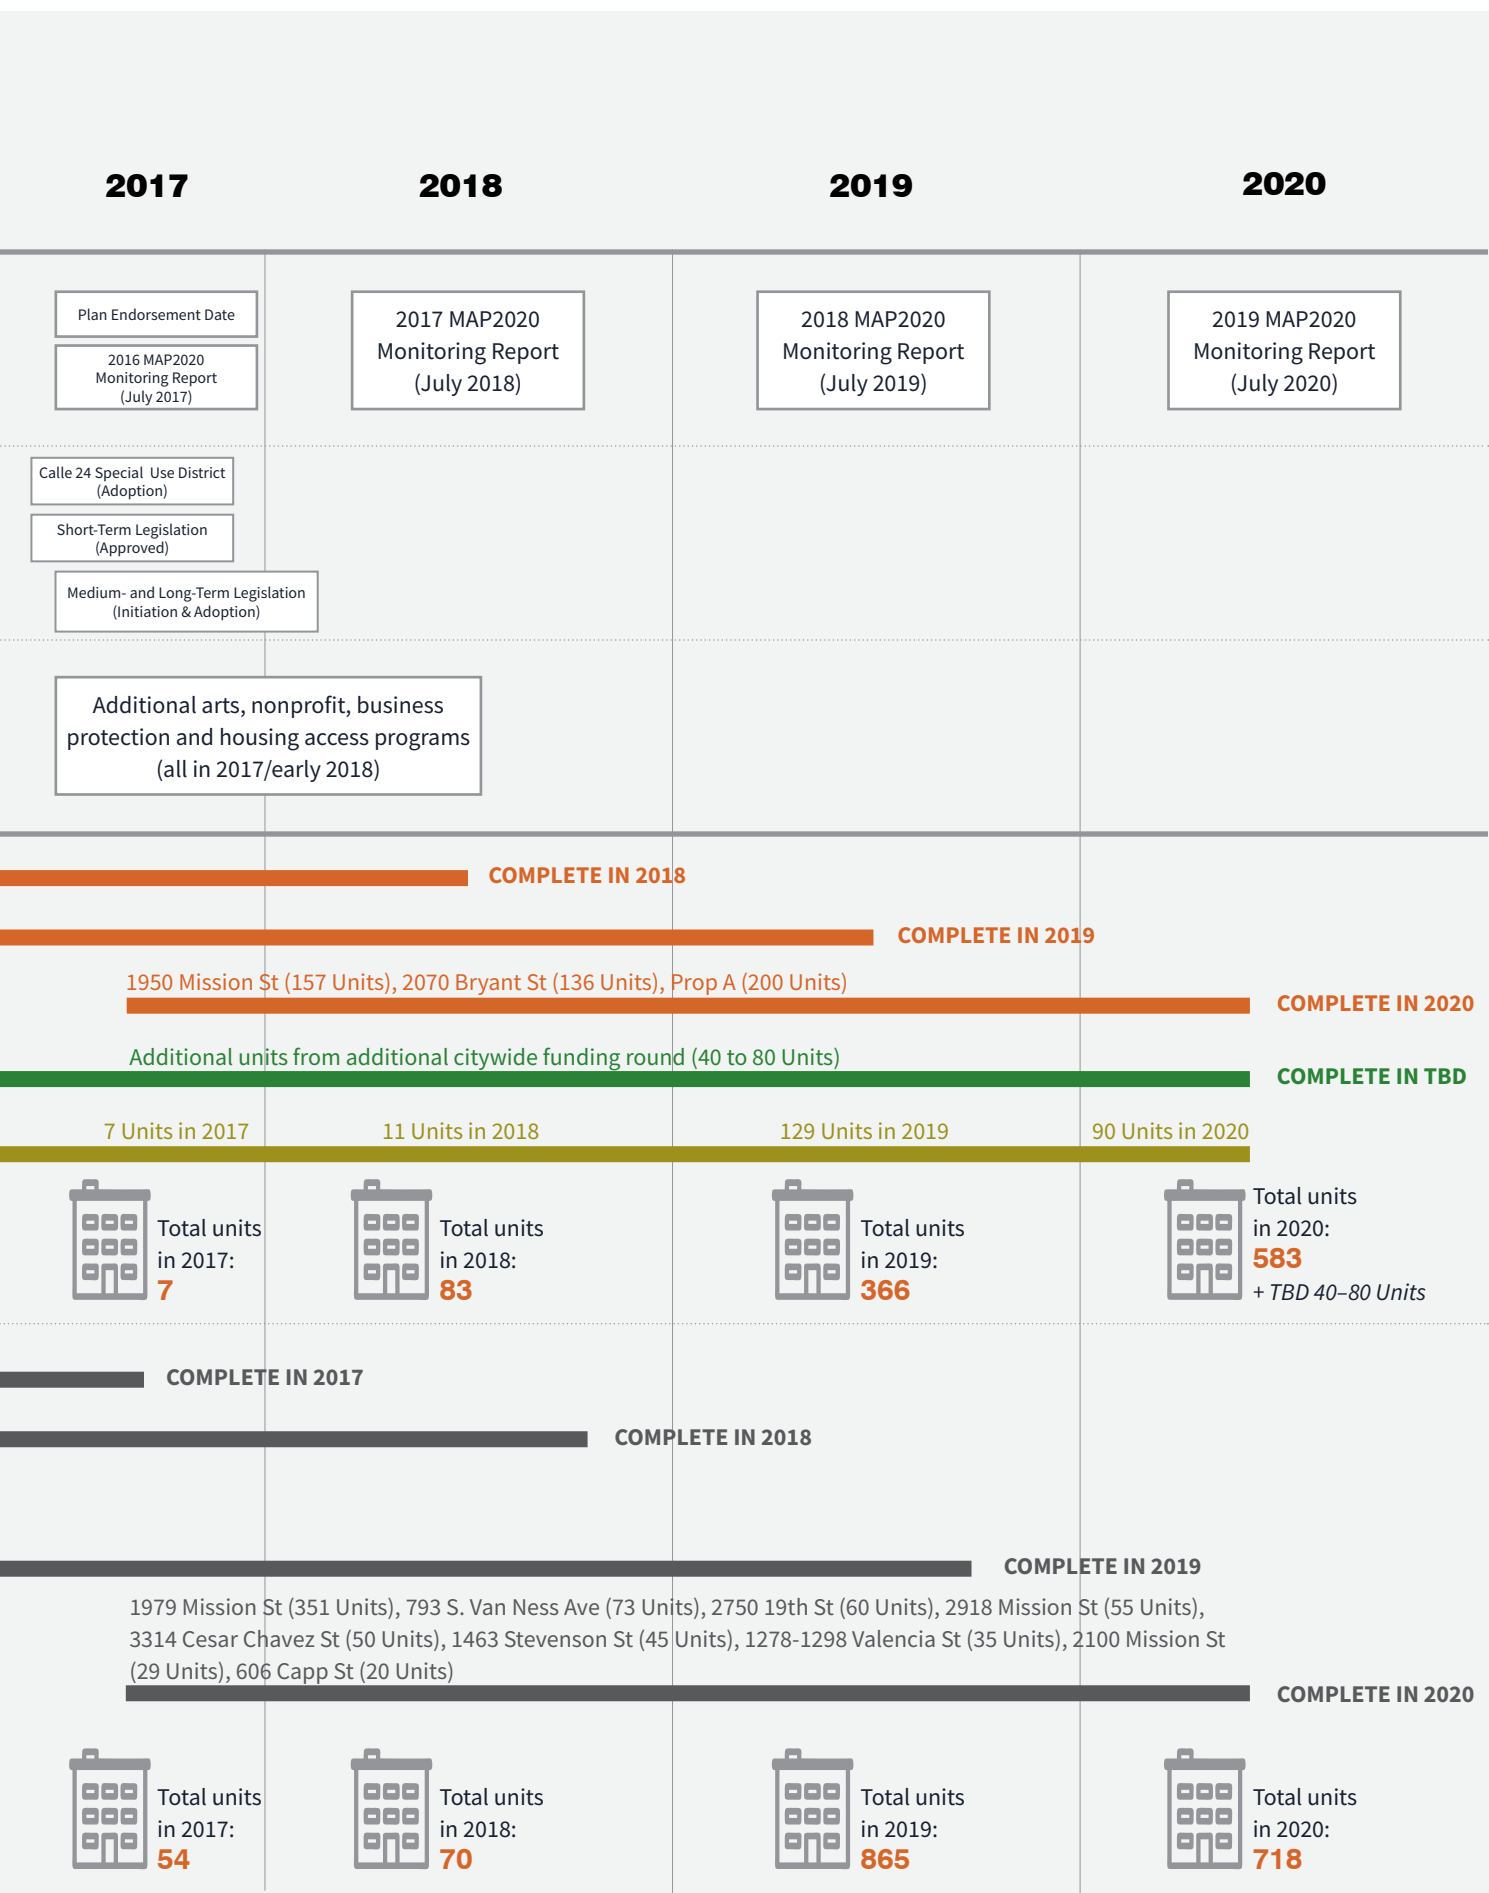 2017
2018
2019
2020
Plan Endorsement Date
2016 MAP2020
Monitoring Report
(July 2017)
2017 MAP2020
Monitoring Report
(July 2018)
2018 MAP2020
Monitoring Report
(July 2019)
2019 MAP2020
Monitoring Report
(July 2020)
Calle 24 Special Use District
(Adoption)
Short-Term Legislation
(Approved)
Medium- and Long-Term Legislation
(Initiation & Adoption)
Additional arts, nonprofit, business
protection and housing access programs
(all in 2017/early 2018)
COMPLETE IN 2018
COMPLETE IN 2019
1950 Mission St (157 Units), 2070 Bryant St (136 Units), Prop A (200 Units)
COMPLETE IN 2020
Additional units from additional citywide funding round (40 to 80 Units)
COMPLETE IN TBD
7 Units in 2017
11 Units in 2018
129 Units in 2019
90 Units in 2020
Total units
in 2017:
7
Total units
in 2018:
83
Total units
in 2019:
366
Total units
in 2020:
583
+ TBD 40–80 Units
COMPLETE IN 2017
COMPLETE IN 2018
COMPLETE IN 2019
1979 Mission St (351 Units), 793 S. Van Ness Ave (73 Units), 2750 19th St (60 Units), 2918 Mission St (55 Units),
3314 Cesar Chavez St (50 Units), 1463 Stevenson St (45 Units), 1278-1298 Valencia St (35 Units), 2100 Mission St
(29 Units), 606 Capp St (20 Units)
COMPLETE IN 2020
Total units
in 2017:
54
Total units
in 2018:
70
Total units
in 2019:
865
Total units
in 2020:
718